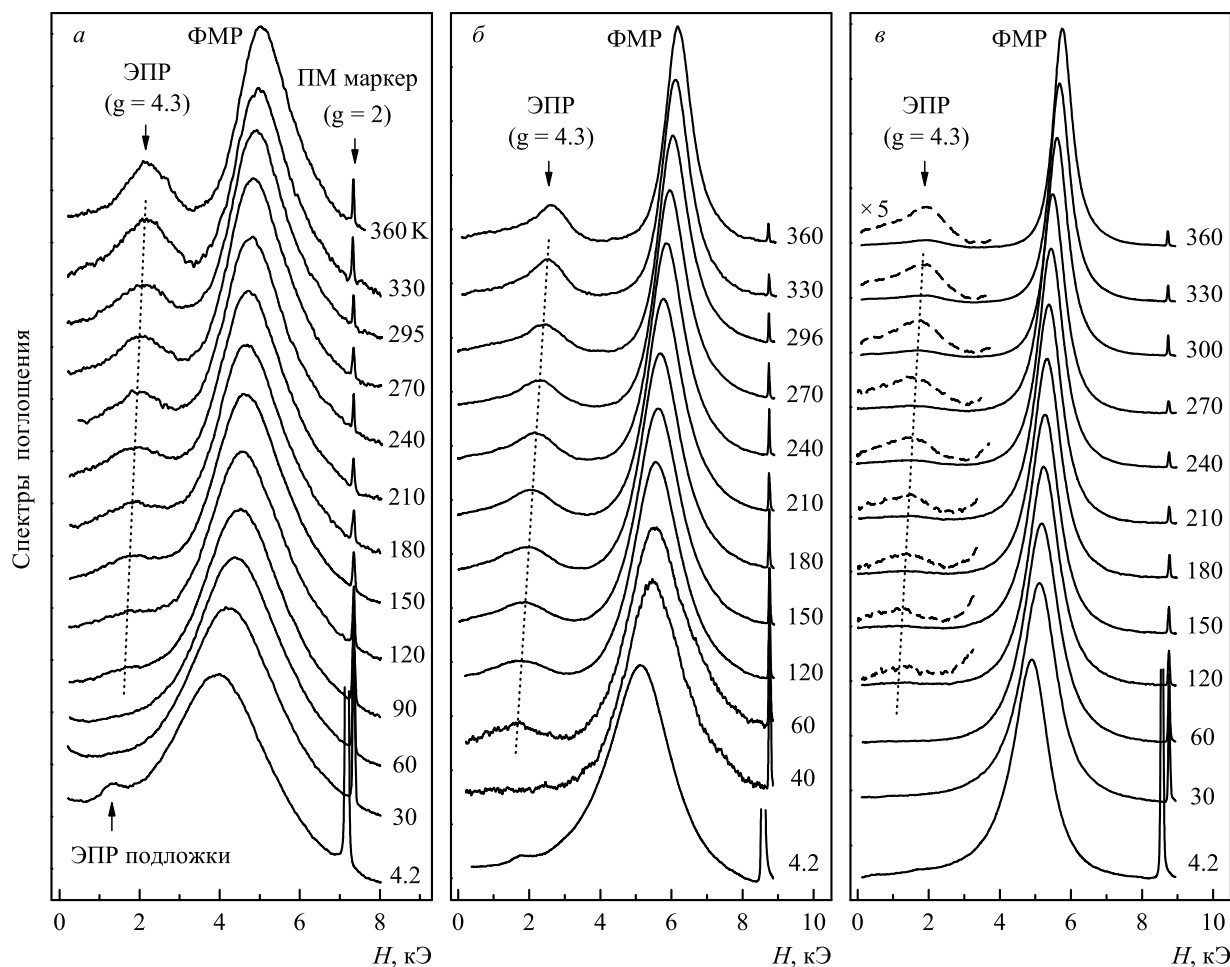 Спектры поглощения
а
ФМР
ЭПР
(g = 4.3)
ПМ маркер
(g = 2)
360 K
330
295
270
240
210
180
150
120
90
60
30
4.2
ЭПР подложки
0 2 4 6 8
H, кЭ
б
ФМР
ЭПР
(g = 4.3)
360
330
296
270
240
210
180
150
120
60
40
4.2
0 2 4 6 8 10
H, кЭ
в
ФМР
ЭПР
(g = 4.3)
× 5
360
330
300
270
240
210
180
150
120
60
30
4.2
0 2 4 6 8 10
H, кЭ